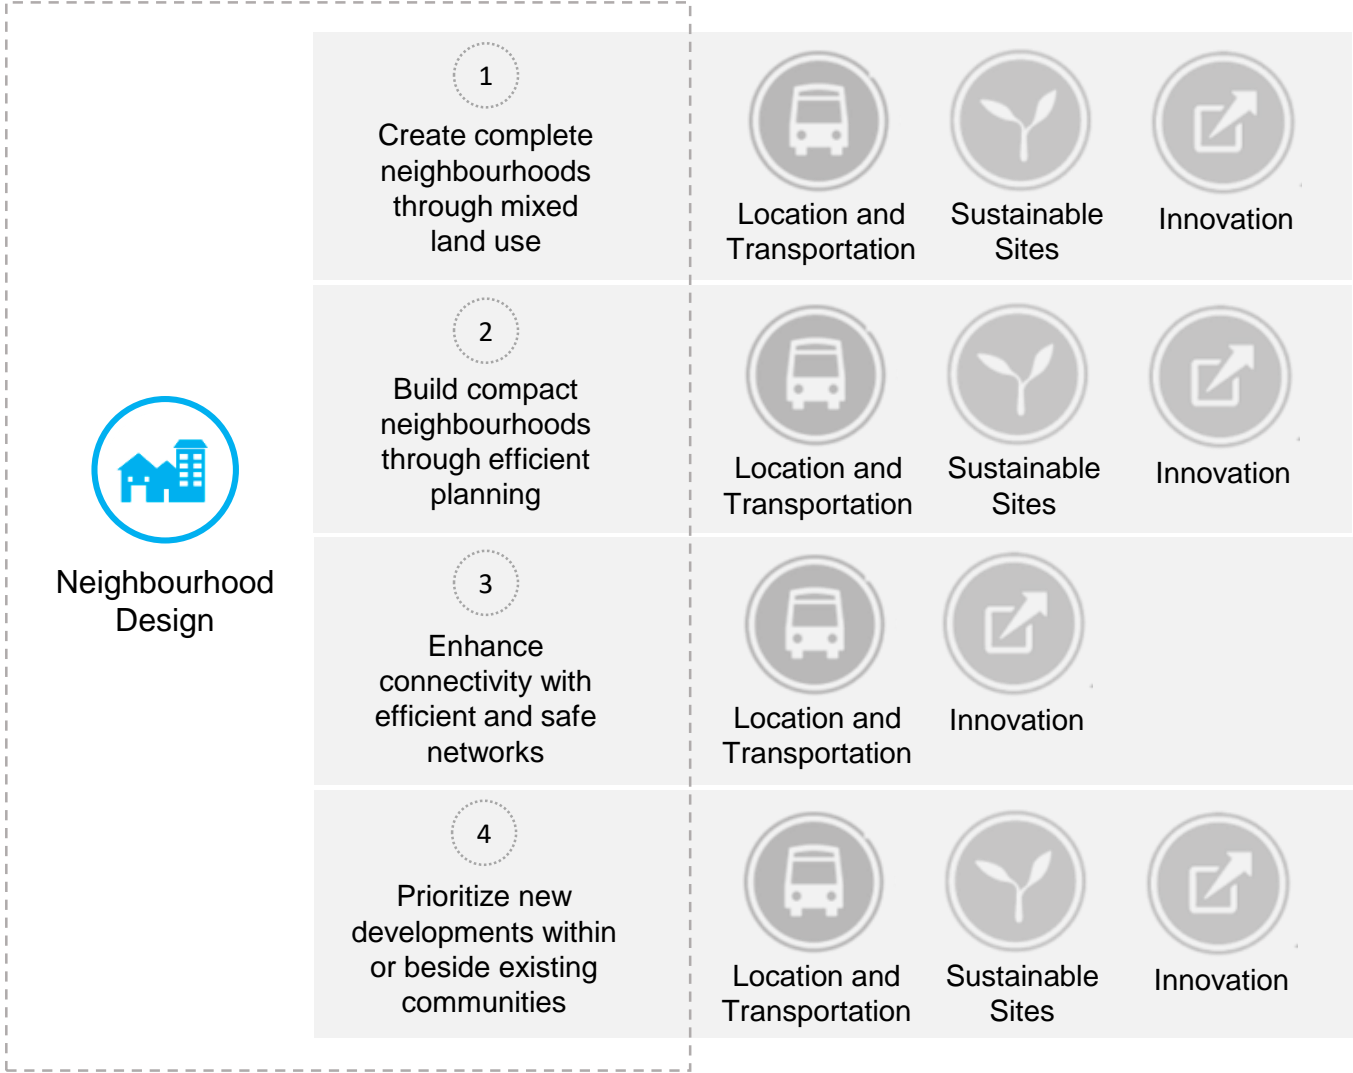 1
Create complete
neighbourhoods
through mixed
land use
Location and
Transportation
Sustainable
Sites
Innovation
2
Build compact
neighbourhoods
through efficient
planning
Location and
Transportation
Sustainable
Sites
Innovation
Neighbourhood
Design
3
Enhance
connectivity with
efficient and safe
networks
Location and
Transportation
Innovation
4
Prioritize new
developments within
or beside existing
communities
Location and
Transportation
Sustainable
Sites
Innovation